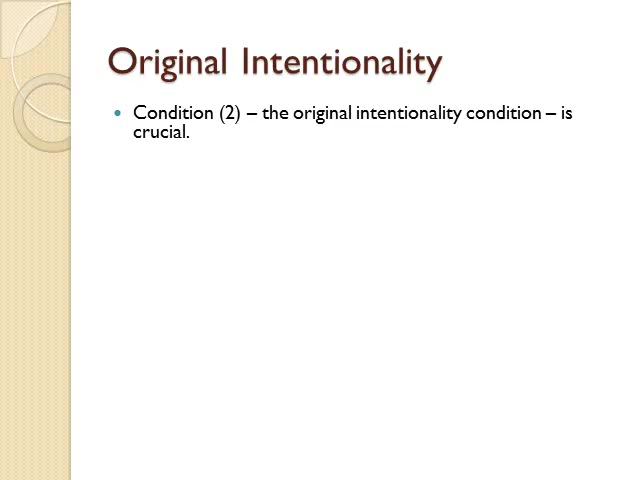 Original Intentionality
• Condition (2) – the original intentionality condition – is
crucial.